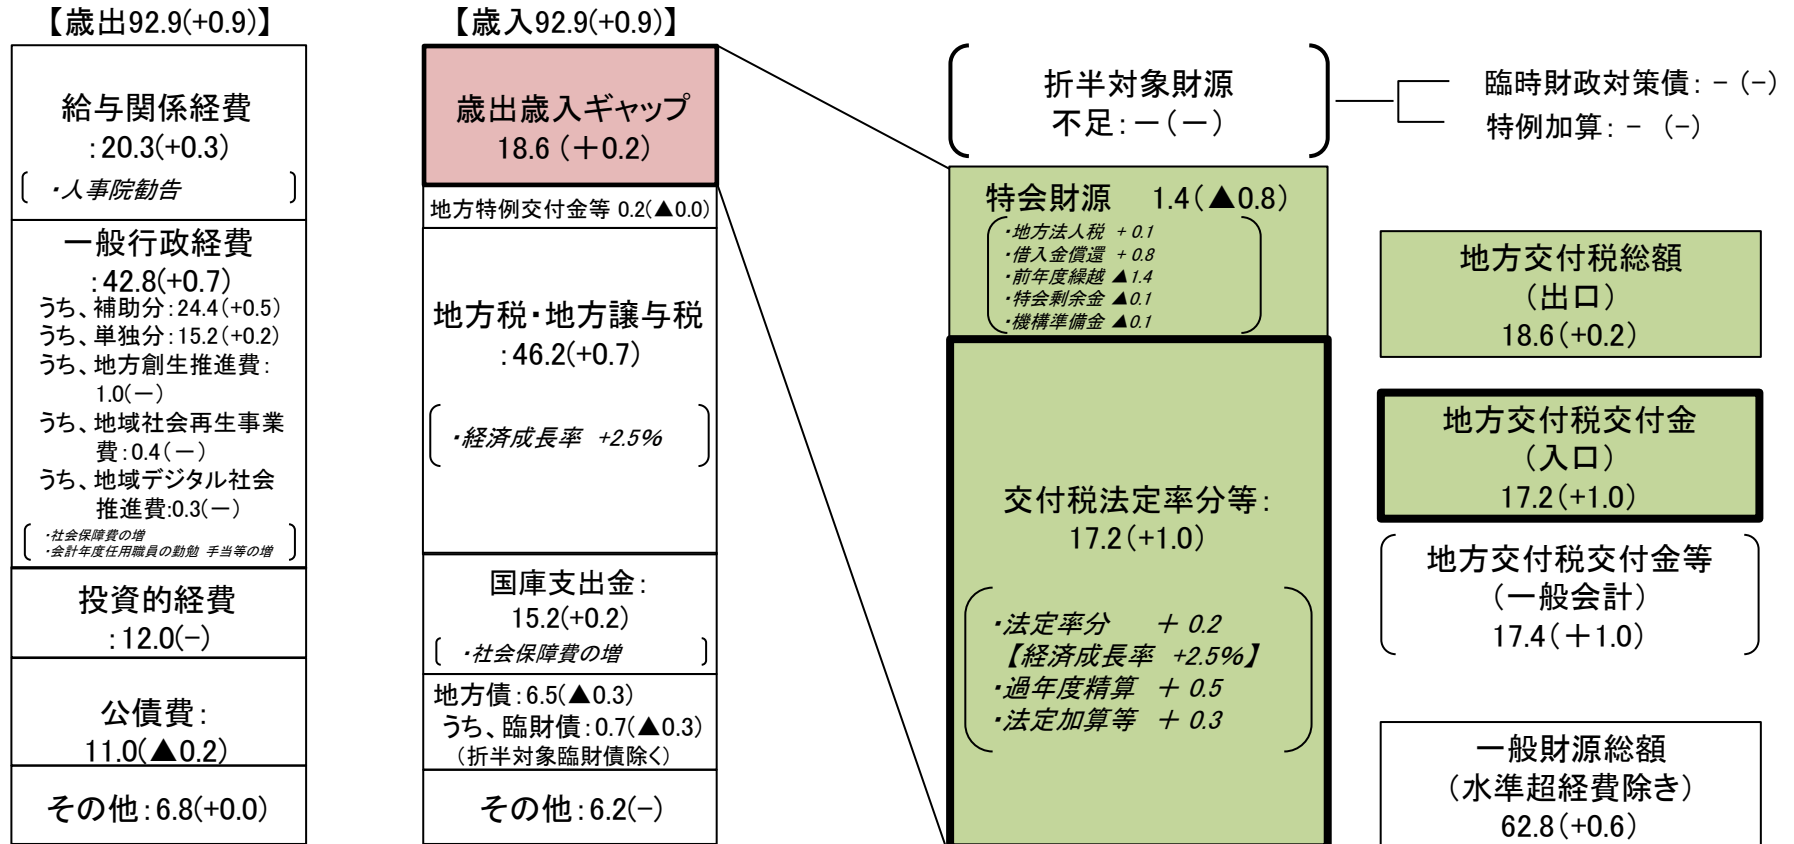 【歳出92.9(+0.9)】
給与関係経費
:20.3(+0.3)
・人事院勧告
一般行政経費
:42.8(+0.7)
うち、補助分:24.4(+0.5)
うち、単独分:15.2(+0.2)
うち、地方創生推進費:
1.0(－)
うち、地域社会再生事業
費:0.4(－)
うち、地域デジタル社会
推進費:0.3(－)
・社会保障費の増
・会計年度任用職員の勤勉 手当等の増
投資的経費
:12.0(-)
公債費:
11.0(▲0.2)
その他:6.8(+0.0)
【歳入92.9(+0.9)】
歳出歳入ギャップ
18.6 (＋0.2)
地方特例交付金等 0.2(▲0.0)
地方税・地方譲与税
:46.2(+0.7)
・経済成長率 +2.5%
国庫支出金:
15.2(+0.2)
・社会保障費の増
地方債:6.5(▲0.3)
うち、臨財債:0.7(▲0.3)
(折半対象臨財債除く)
その他:6.2(-)
折半対象財源
不足:－(－)
臨時財政対策債: - (-)
特例加算: - (-)
特会財源 1.4(▲0.8)
・地方法人税 +0.1
・借入金償還 +0.8
・前年度繰越 ▲1.4
・特会剰余金 ▲0.1
・機構準備金 ▲0.1
交付税法定率分等:
17.2(+1.0)
・法定率分 ＋ 0.2
【経済成長率 +2.5%】
・過年度精算 ＋ 0.5
・法定加算等 ＋ 0.3
地方交付税総額
(出口)
18.6(+0.2)
地方交付税交付金
(入口)
17.2(+1.0)
地方交付税交付金等
(一般会計)
17.4(＋1.0)
一般財源総額
(水準超経費除き)
62.8(+0.6)